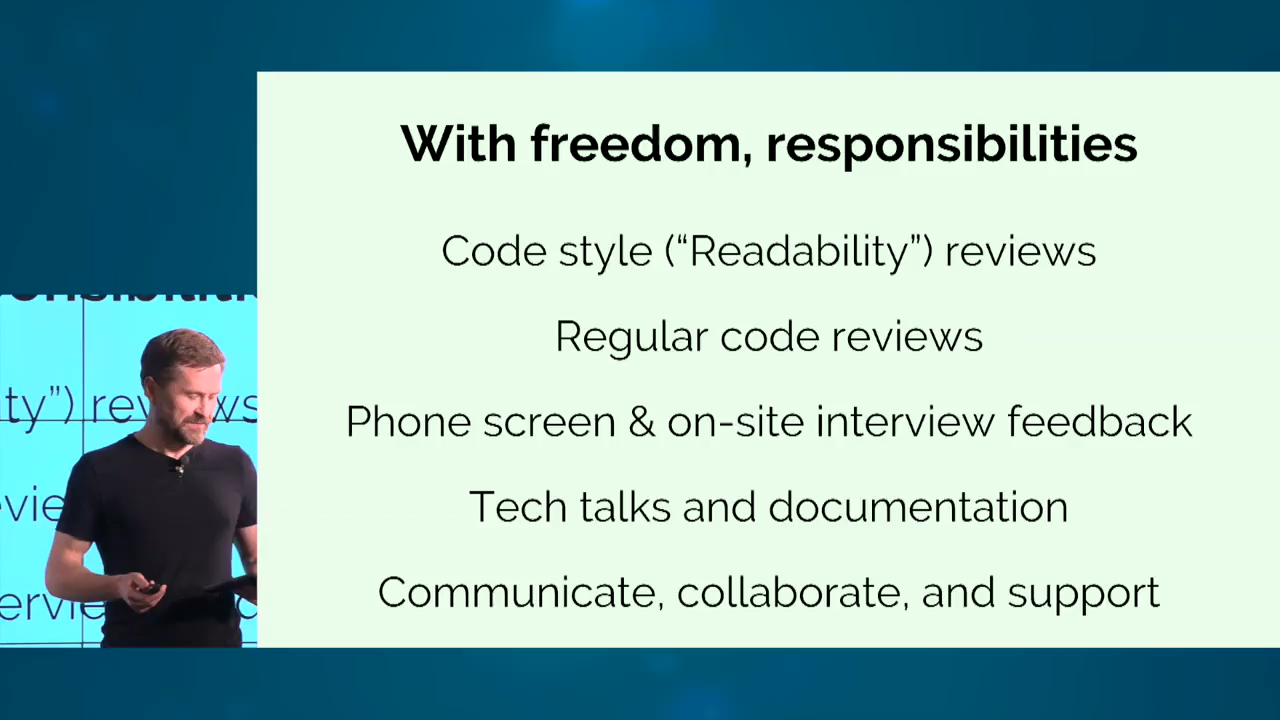 With freedom, responsibilities
Code style (“Readability”) reviews
Regular code reviews
Phone screen & on-site interview feedback
Tech talks and documentation
Communicate, collaborate, and support